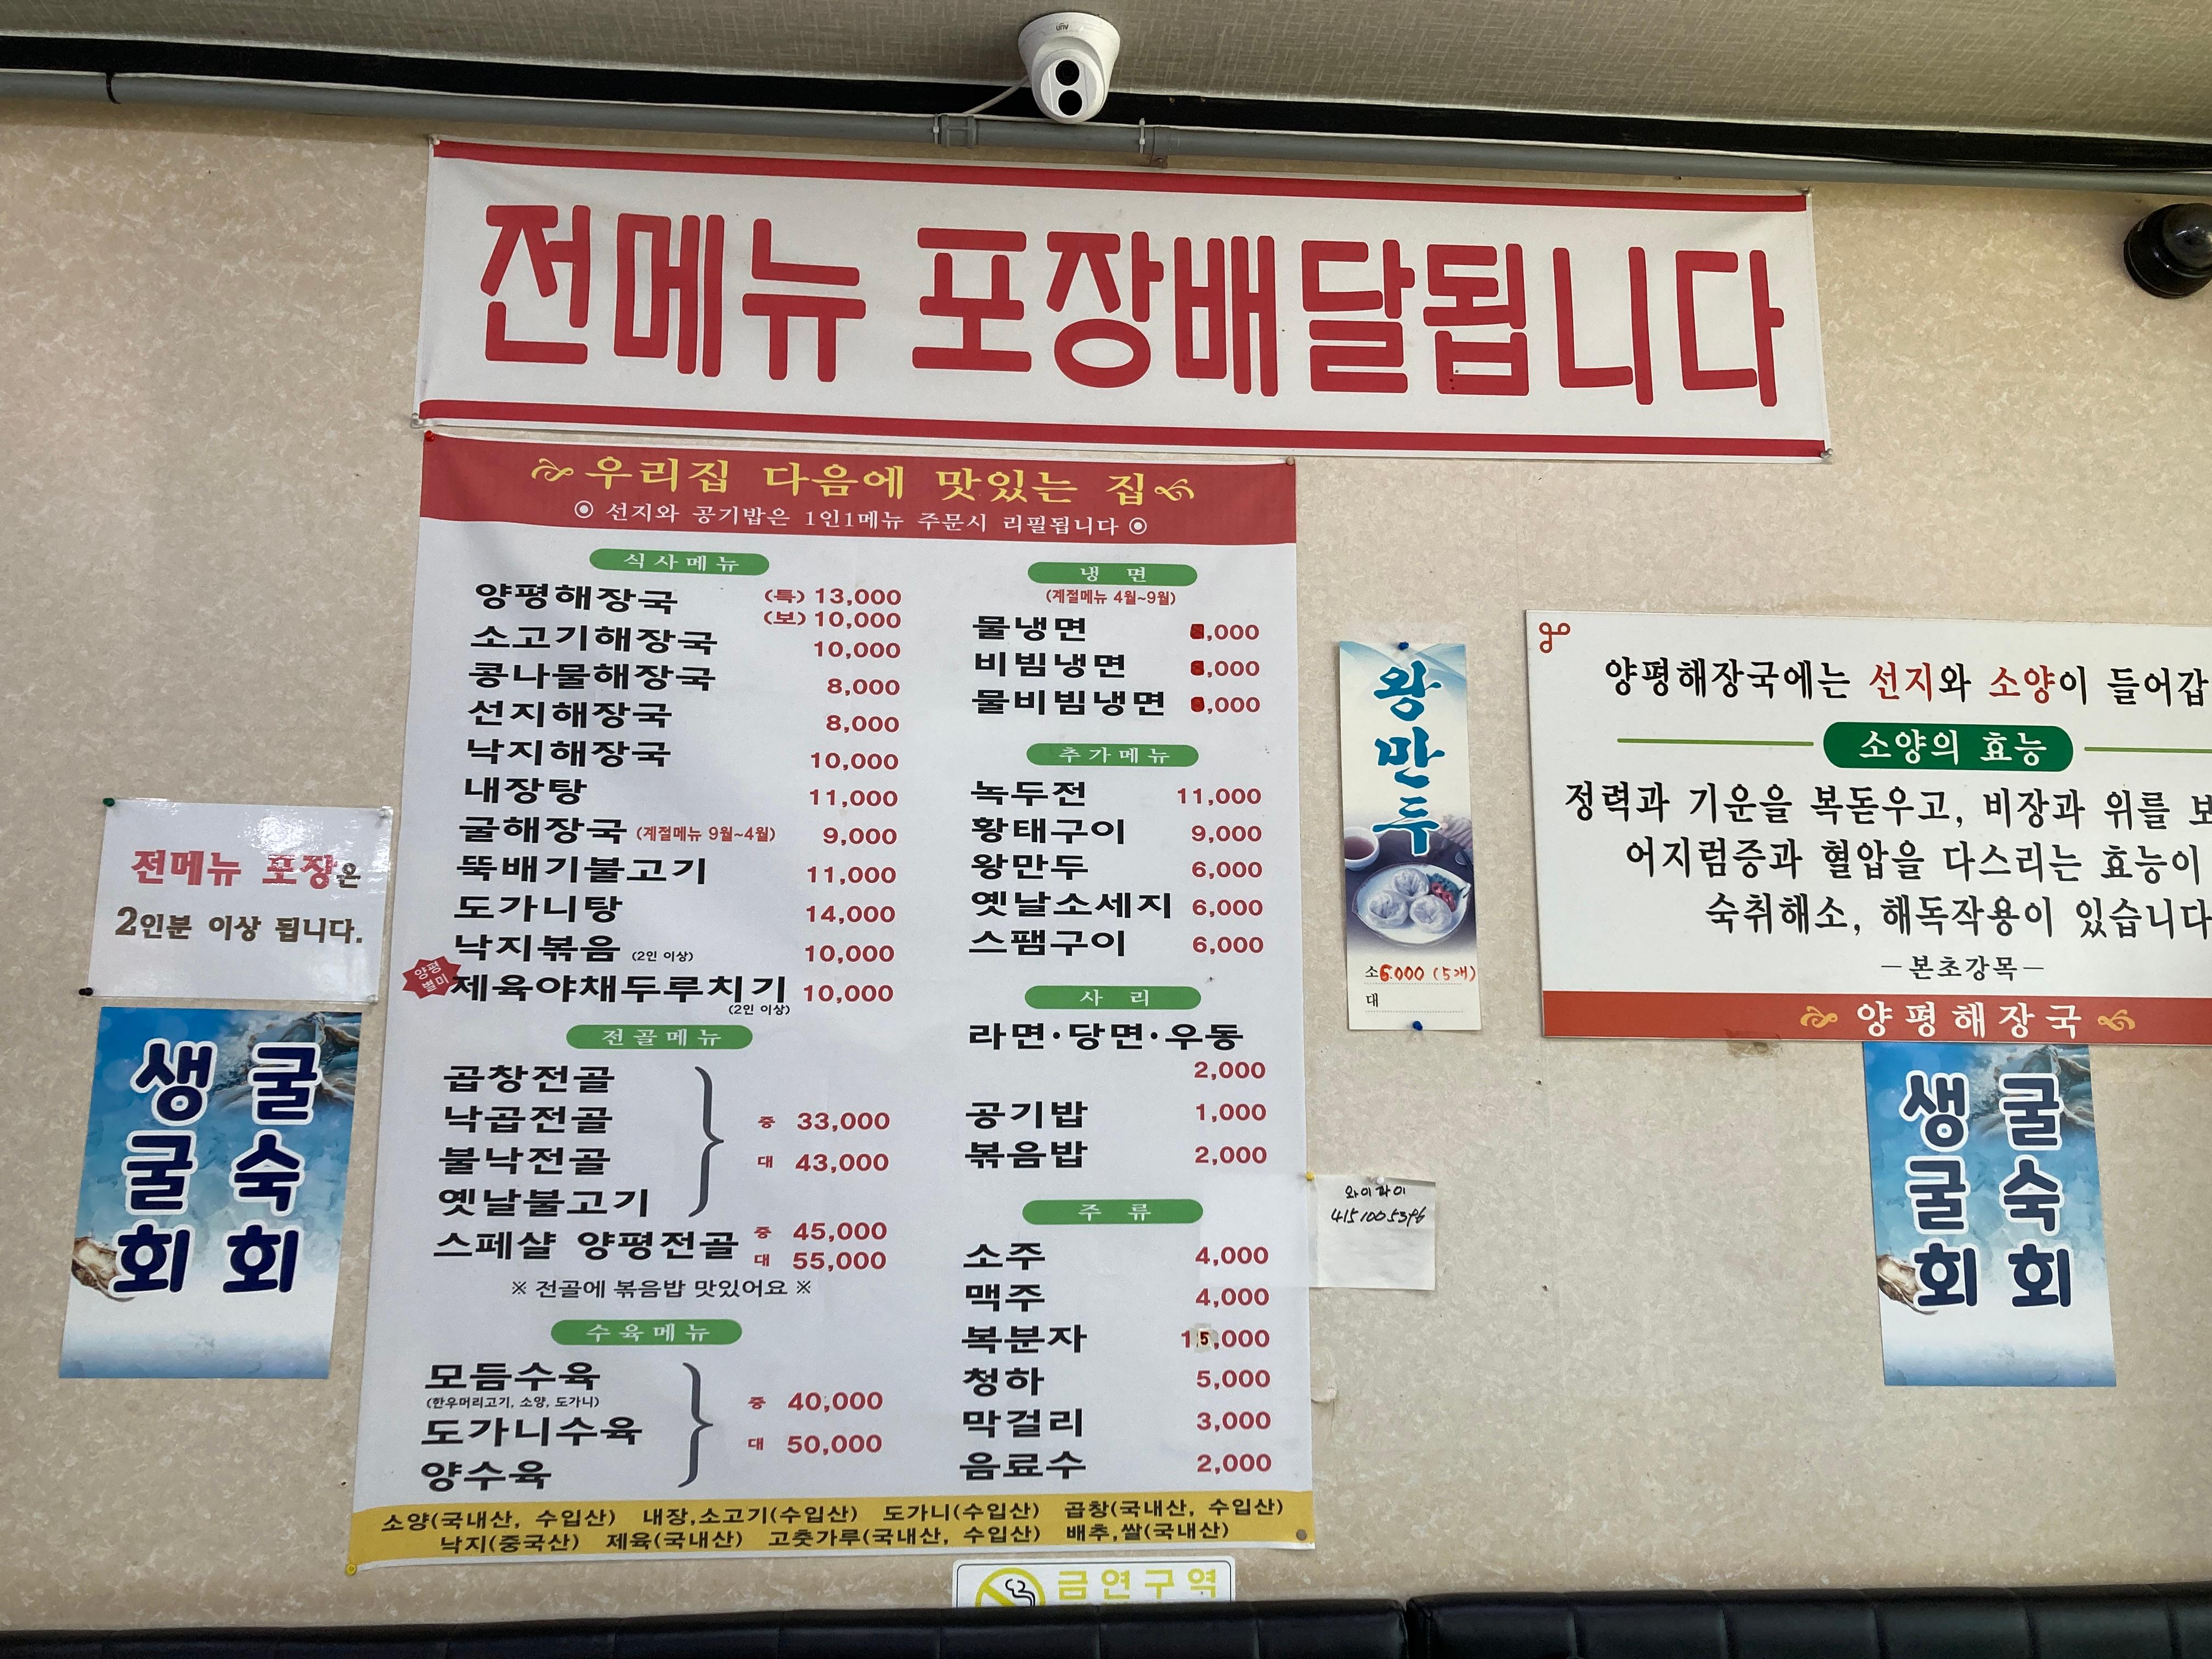 전메뉴 포장배달됩니다
우리집 다음에 맛있는 집
◉ 선지와 공기밥은 1인1메뉴 주문시 리필됩니다 ◉
식사메뉴
양평해장국 (특) 13,000
(보) 10,000
소고기해장국 10,000
콩나물해장국 8,000
선지해장국 8,000
낙지해장국 10,000
내장탕 11,000
굴해장국 (계절메뉴 9월~4월) 9,000
뚝배기불고기 11,000
도가니탕 14,000
낙지볶음 (2인 이상) 10,000
양평
별미
제육야채두루치기 10,000
(2인 이상)
전골메뉴
곱창전골
낙곱전골
불낙전골
옛날불고기
중 33,000
대 43,000
스페샬 양평전골 중 45,000
대 55,000
※ 전골에 볶음밥 맛있어요 ※
수육메뉴
모듬수육
(한우머리고기, 소양, 도가니)
도가니수육
양수육
중 40,000
대 50,000
냉 면
(계절메뉴 4월~9월)
물냉면 ,000
비빔냉면 ,000
물비빔냉면 ,000
추가메뉴
녹두전 11,000
황태구이 9,000
왕만두 6,000
옛날소세지 6,000
스팸구이 6,000
사 리
라면·당면·우동
2,000
공기밥 1,000
볶음밥 2,000
주 류
소주 4,000
맥주 4,000
복분자 15,000
청하 5,000
막걸리 3,000
음료수 2,000
소양(국내산, 수입산) 내장,소고기(수입산) 도가니(수입산) 곱창(국내산, 수입산)
낙지(중국산) 제육(국내산) 고춧가루(국내산, 수입산) 배추,쌀(국내산)
전메뉴 포장은
2인분 이상 됩니다.
생굴회
굴숙회
왕만두
소 6.000 (5개)
대
와이파이
양평해장국에는 선지와 소양이 들어갑
소양의 효능
정력과 기운을 복돋우고, 비장과 위를 보
어지럼증과 혈압을 다스리는 효능이
숙취해소, 해독작용이 있습니다
－본초강목－
양평해장국
생굴회
굴숙회
금연구역